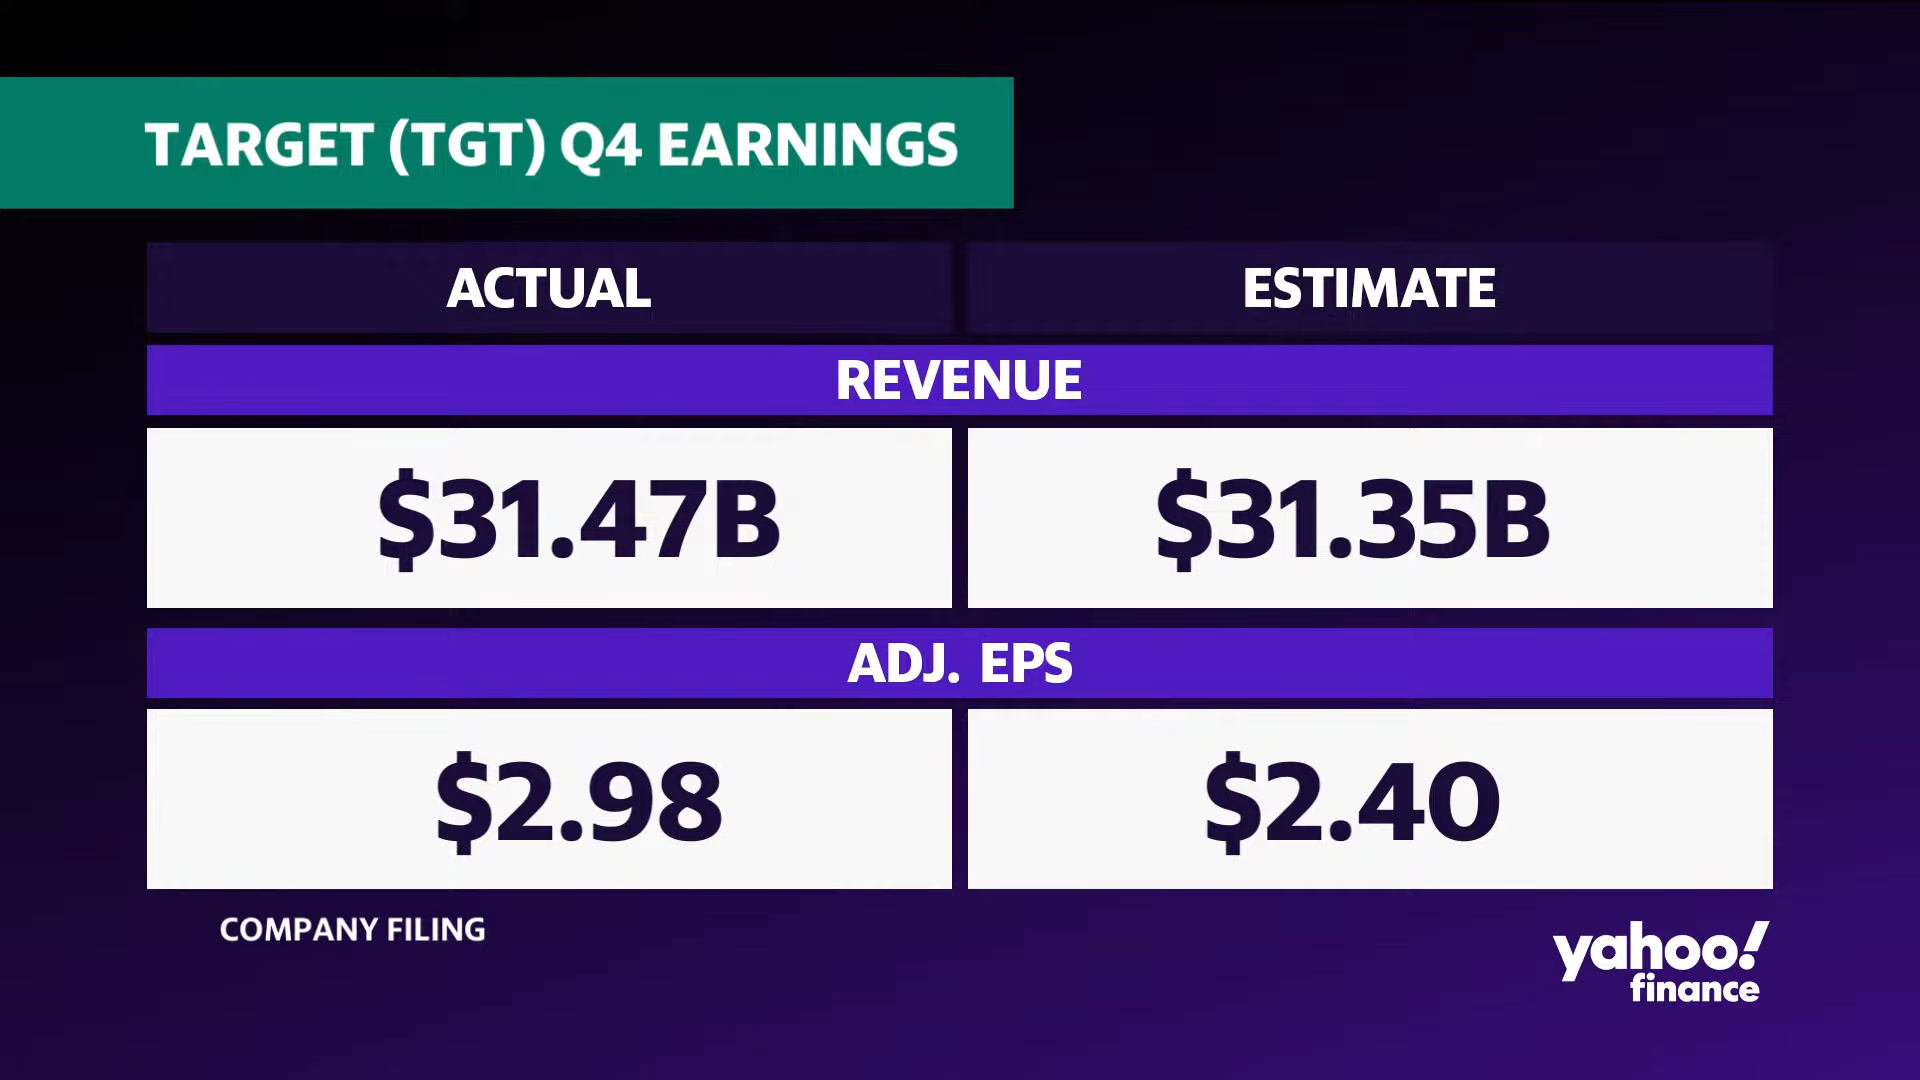 TARGET (TGT) Q4 EARNINGS
ACTUAL ESTIMATE
REVENUE
$31.47B $31.35B
ADJ. EPS
$2.98 $2.40
COMPANY FILING
yahoo!
finance